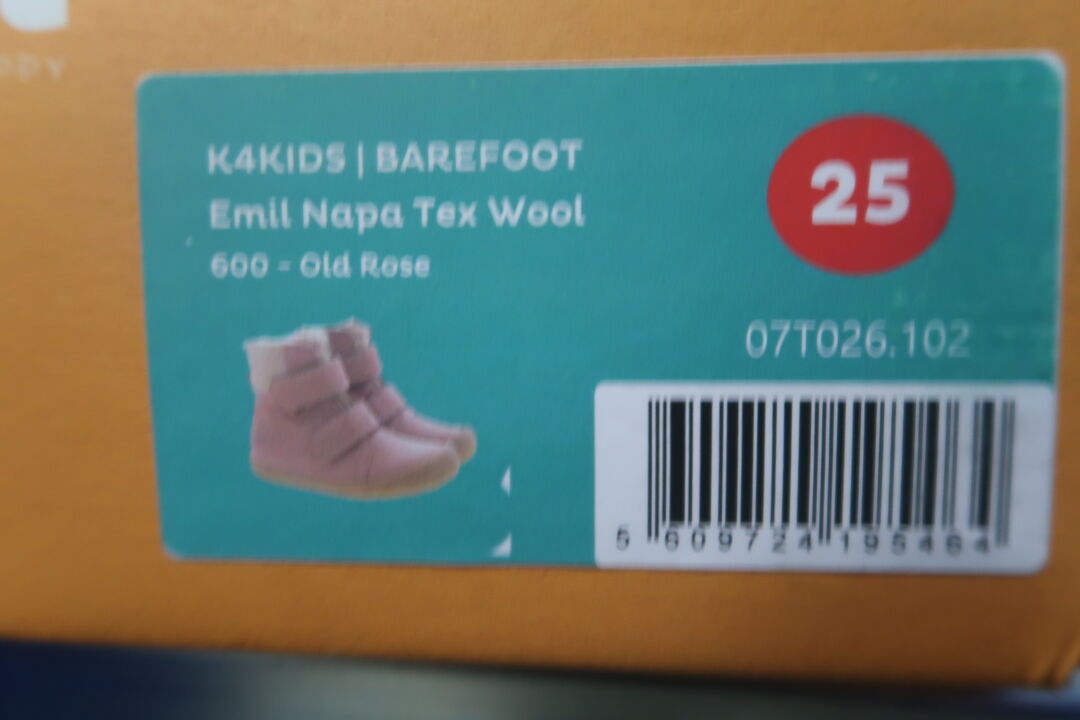 K4KIDS | BAREFOOT
Emil Napa Tex Wool
600 - Old Rose
25
07T026.102
5 609724 195464